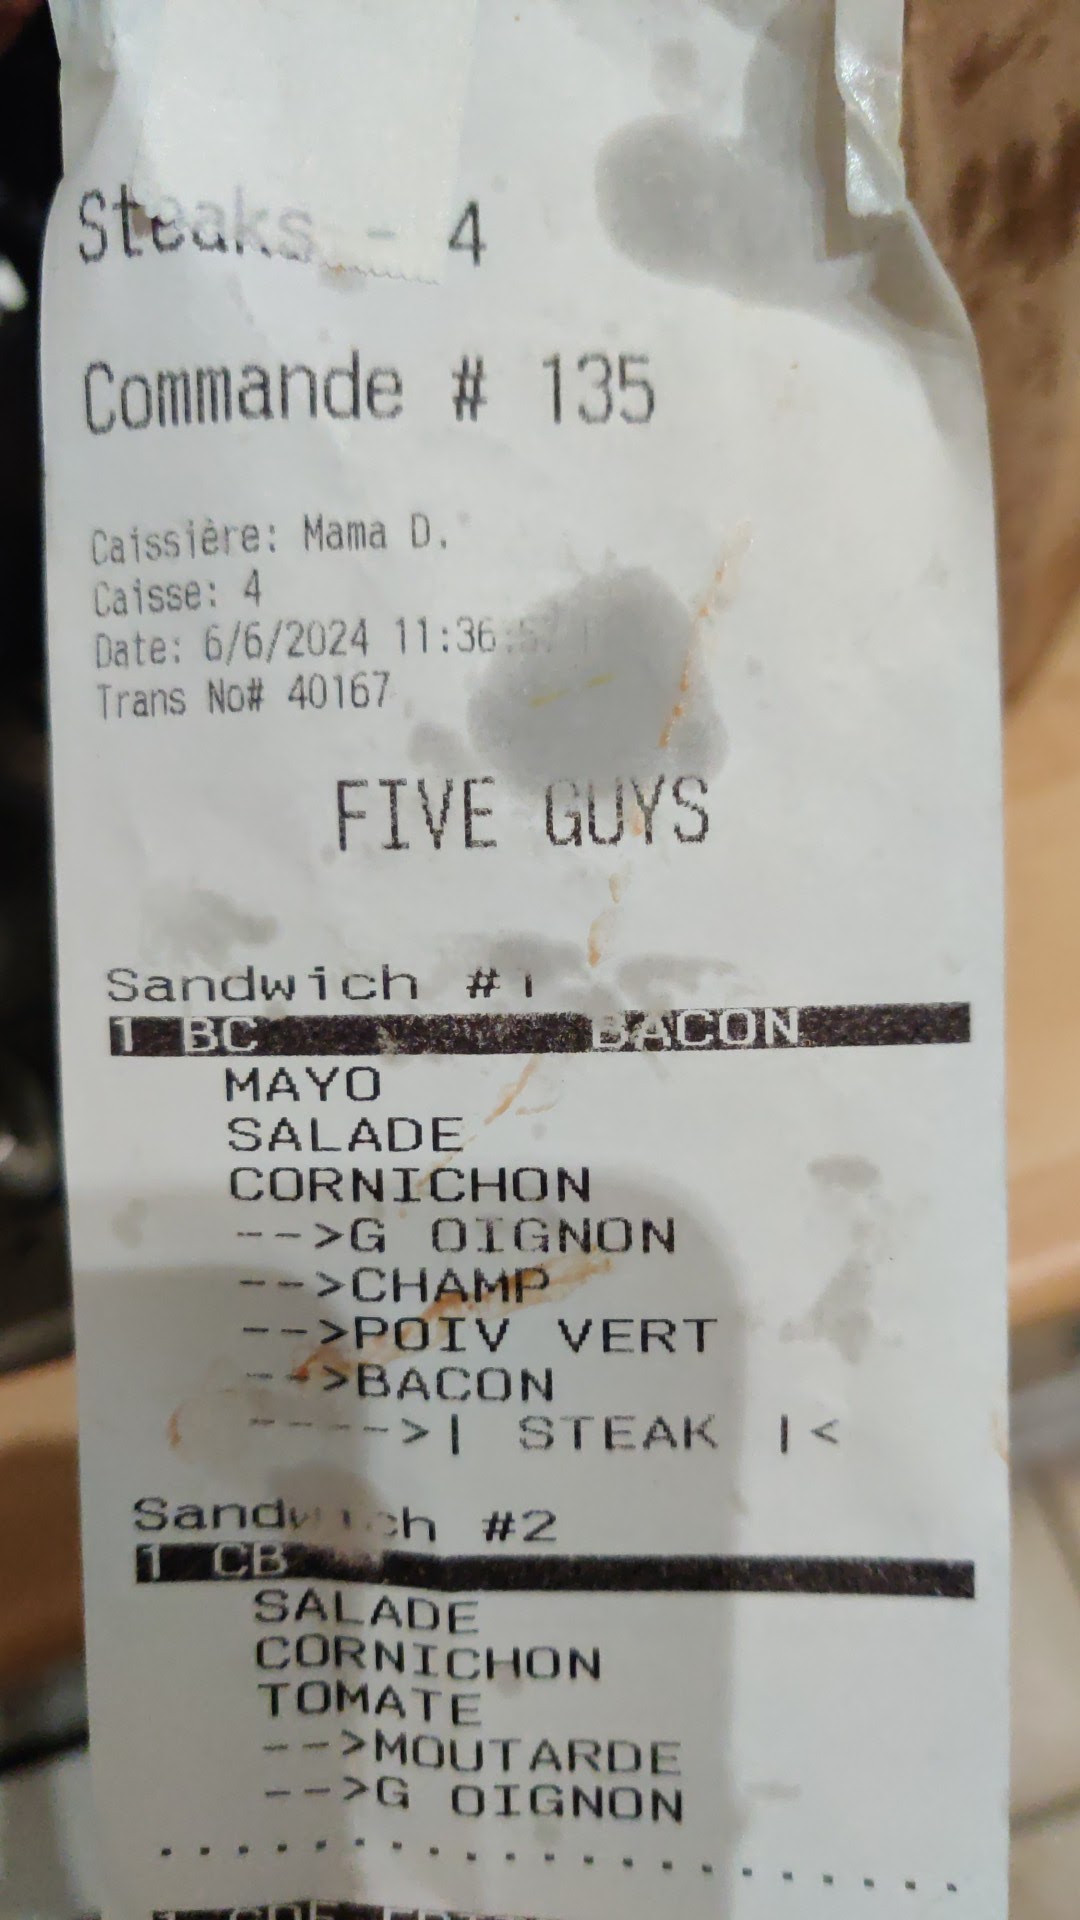 Steaks - 4
Commande # 135
Caissière: Mama D.
Caisse: 4
Date: 6/6/2024 11:36
Trans No# 40167
FIVE GUYS
Sandwich #1
1 BC BACON
MAYO
SALADE
CORNICHON
-->G OIGNON
-->CHAMP
-->POIV VERT
-->BACON
---->| STEAK |<
Sandwich #2
1 CB
SALADE
CORNICHON
TOMATE
-->MOUTARDE
-->G OIGNON